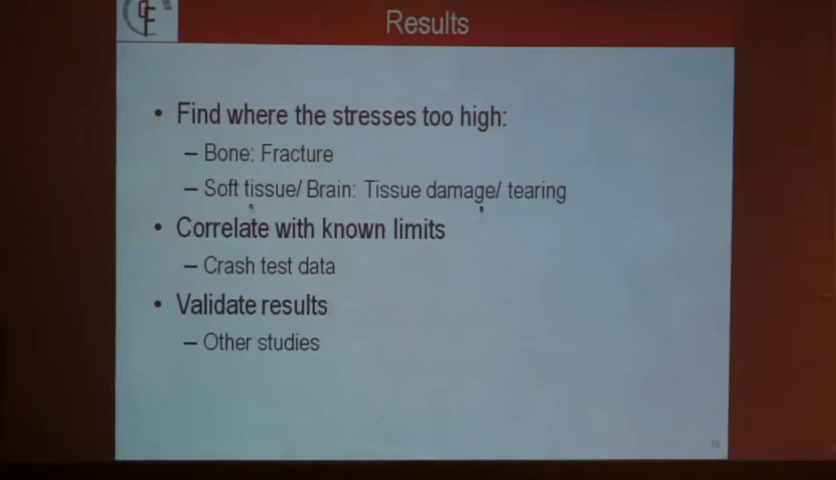 Results
• Find where the stresses too high:
– Bone: Fracture
– Soft tissue/ Brain: Tissue damage/ tearing
• Correlate with known limits
– Crash test data
• Validate results
– Other studies